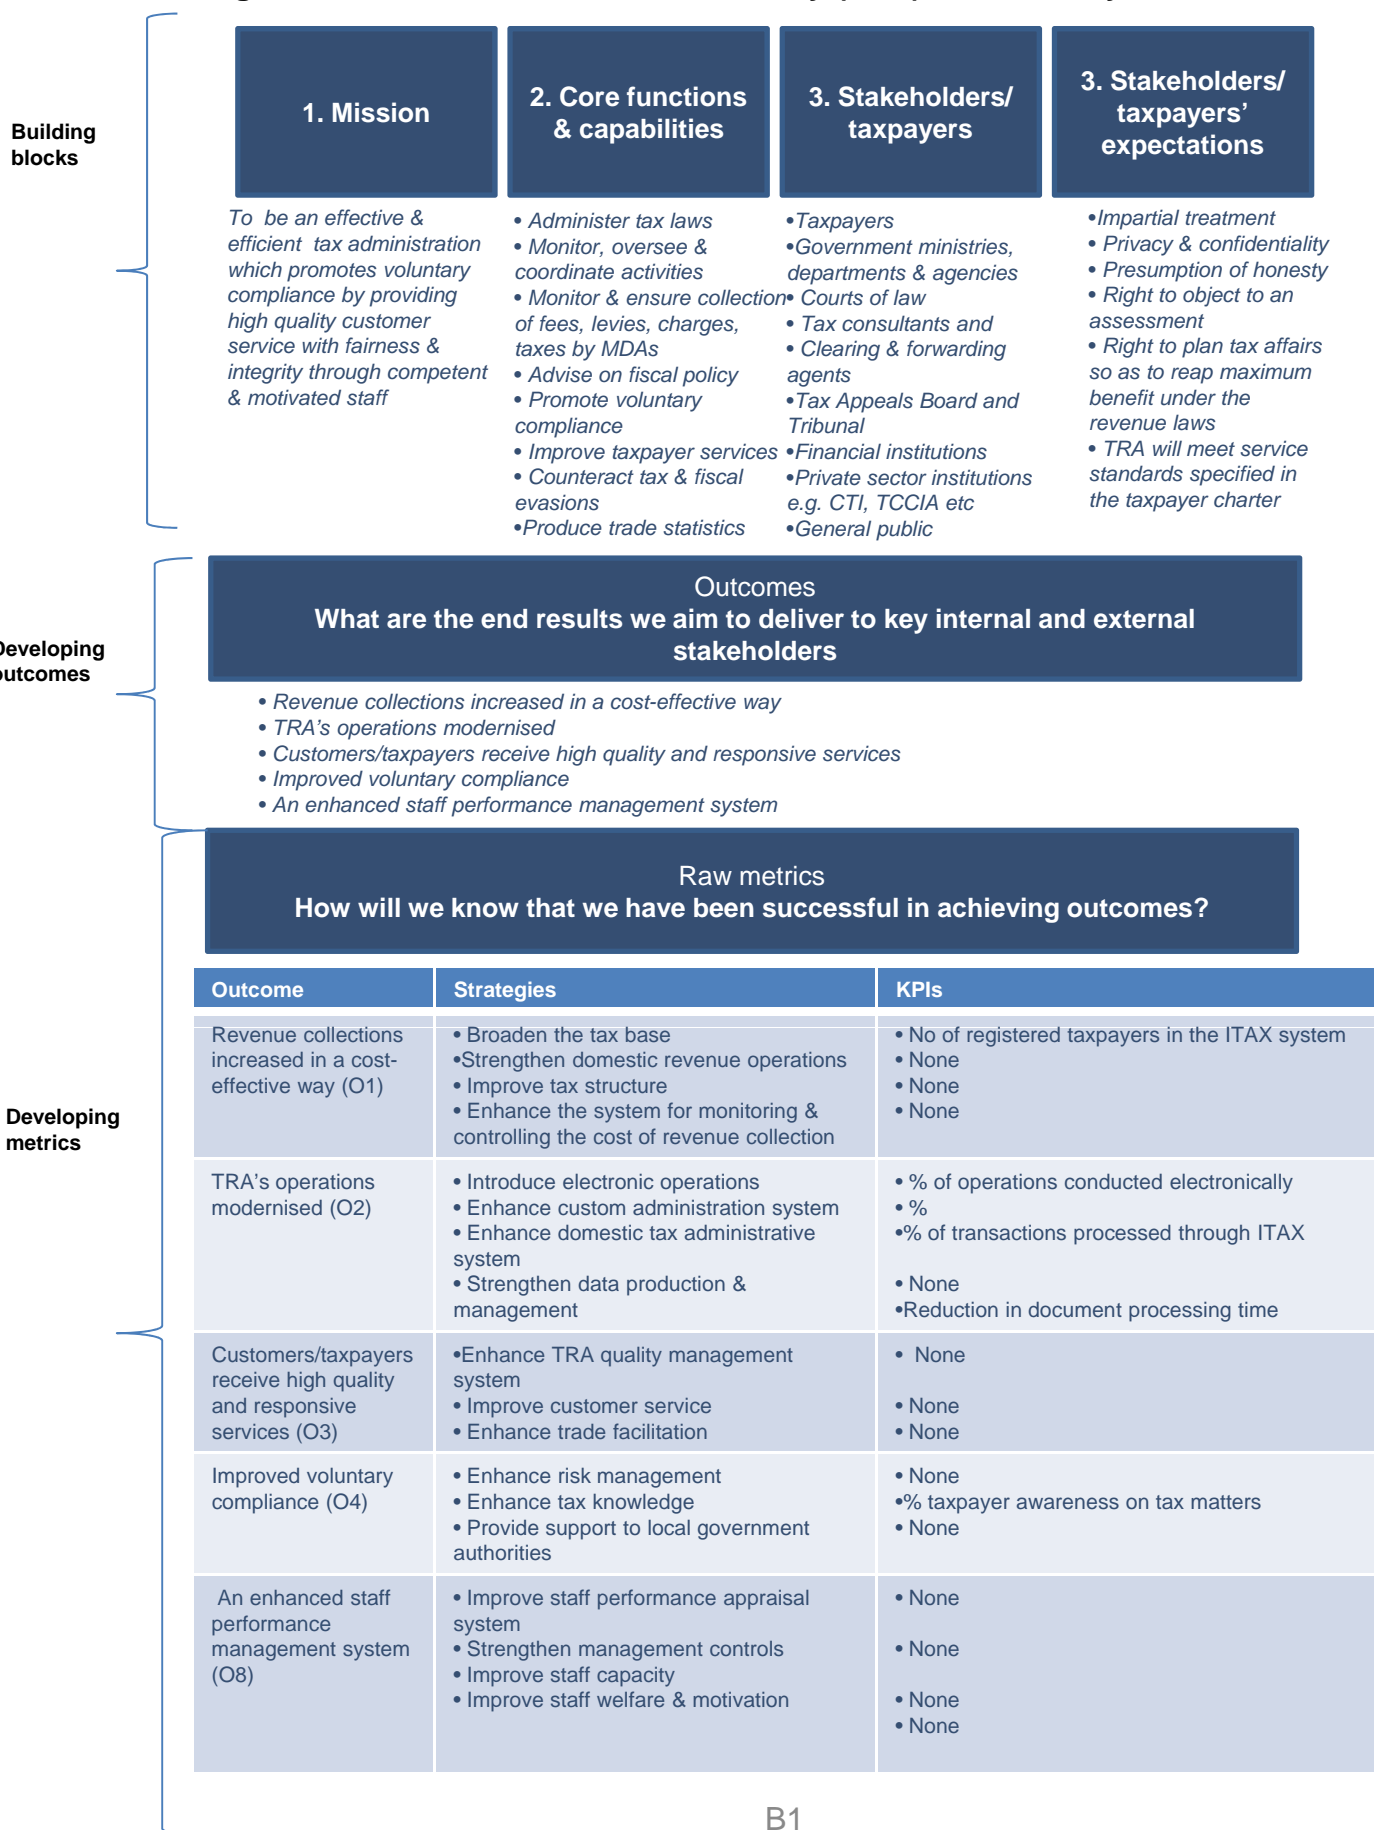 Building
blocks
1. Mission
2. Core functions
& capabilities
3. Stakeholders/
taxpayers
3. Stakeholders/
taxpayers'
expectations
To be an effective &
efficient tax administration
which promotes voluntary
compliance by providing
high quality customer
service with fairness &
integrity through competent
& motivated staff
• Administer tax laws
• Monitor, oversee &
coordinate activities
• Monitor & ensure collection
of fees, levies, charges,
taxes by MDAs
• Advise on fiscal policy
• Promote voluntary
compliance
• Improve taxpayer services
• Counteract tax & fiscal
evasions
•Produce trade statistics
•Taxpayers
•Government ministries,
departments & agencies
• Courts of law
• Tax consultants and
• Clearing & forwarding
agents
•Tax Appeals Board and
Tribunal
•Financial institutions
•Private sector institutions
e.g. CTI, TCCIA etc
•General public
•Impartial treatment
• Privacy & confidentiality
• Presumption of honesty
• Right to object to an
assessment
• Right to plan tax affairs
so as to reap maximum
benefit under the
revenue laws
• TRA will meet service
standards specified in
the taxpayer charter
Developing
outcomes
Outcomes
What are the end results we aim to deliver to key internal and external
stakeholders
• Revenue collections increased in a cost-effective way
• TRA's operations modernised
• Customers/taxpayers receive high quality and responsive services
• Improved voluntary compliance
• An enhanced staff performance management system
Raw metrics
How will we know that we have been successful in achieving outcomes?
Developing
metrics
Outcome
Strategies
KPIs
Revenue collections
increased in a cost-
effective way (O1)
• Broaden the tax base
•Strengthen domestic revenue operations
• Improve tax structure
• Enhance the system for monitoring &
controlling the cost of revenue collection
• No of registered taxpayers in the ITAX system
• None
• None
• None
TRA's operations
modernised (O2)
• Introduce electronic operations
• Enhance custom administration system
• Enhance domestic tax administrative
system
• Strengthen data production &
management
• % of operations conducted electronically
• %
•% of transactions processed through ITAX
• None
•Reduction in document processing time
Customers/taxpayers
receive high quality
and responsive
services (O3)
•Enhance TRA quality management
system
• Improve customer service
• Enhance trade facilitation
• None
• None
• None
Improved voluntary
compliance (O4)
• Enhance risk management
• Enhance tax knowledge
• Provide support to local government
authorities
• None
•% taxpayer awareness on tax matters
• None
An enhanced staff
performance
management system
(O8)
• Improve staff performance appraisal
system
• Strengthen management controls
• Improve staff capacity
• Improve staff welfare & motivation
• None
• None
• None
• None
B1